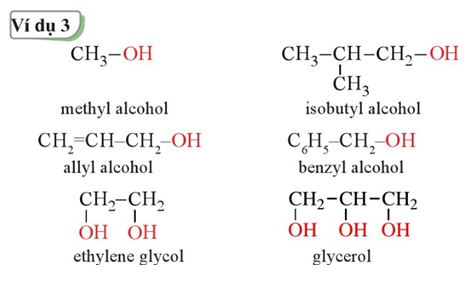 Ví dụ 3
CH₃–OH
methyl alcohol
CH₃–CH–CH₂–OH
CH₃
isobutyl alcohol
CH₂=CH–CH₂–OH
allyl alcohol
C₆H₅–CH₂–OH
benzyl alcohol
CH₂–CH₂
OH OH
ethylene glycol
CH₂–CH–CH₂
OH OH OH
glycerol